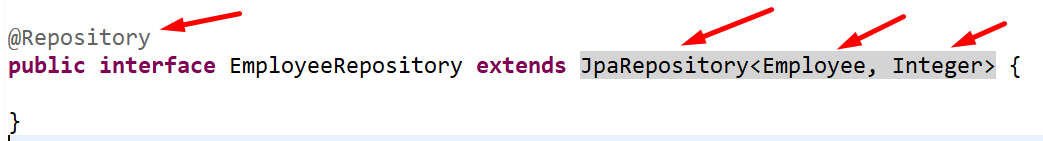 @Repository
public interface EmployeeRepository extends JpaRepository<Employee, Integer> {
}